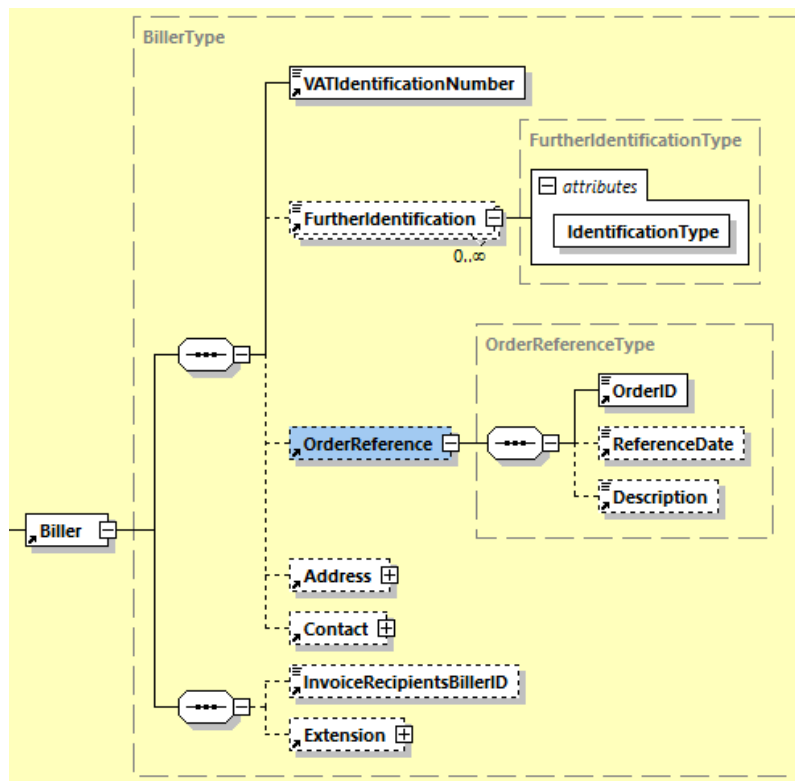 BillerType
VATIdentificationNumber
FurtherIdentificationType
attributes
FurtherIdentification
IdentificationType
0..∞
OrderReferenceType
OrderID
OrderReference
ReferenceDate
Description
Biller
Address
Contact
InvoiceRecipientsBillerID
Extension